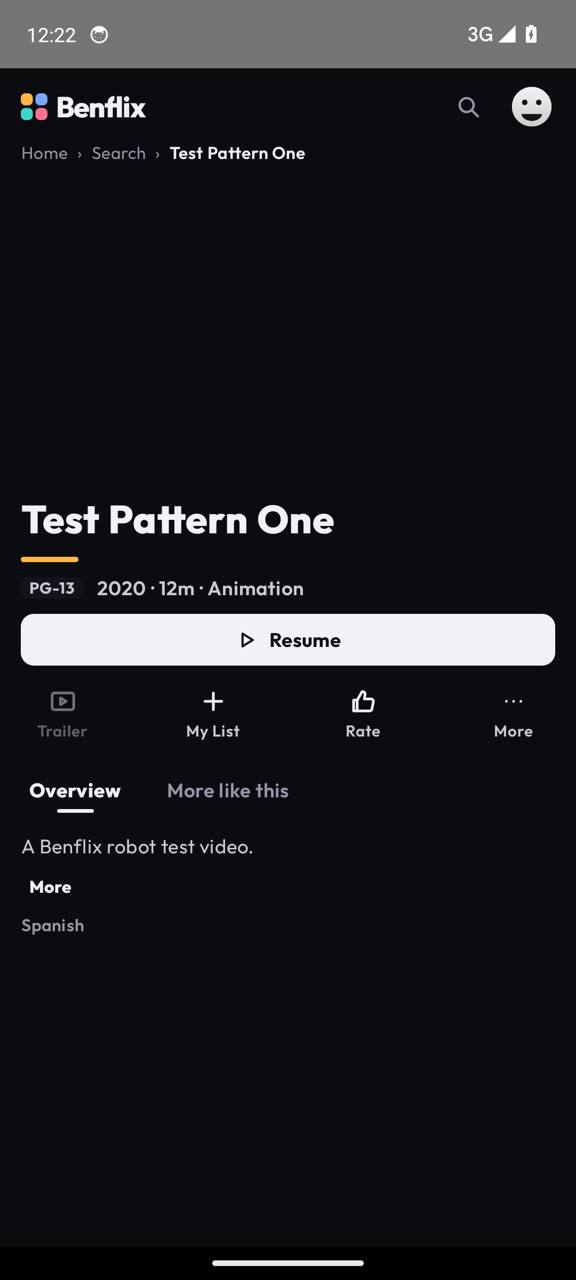 12:22 3G
Benflix
Home › Search › Test Pattern One
Test Pattern One
PG-13 2020 · 12m · Animation
Resume
Trailer My List Rate More
Overview More like this
A Benflix robot test video.
More
Spanish